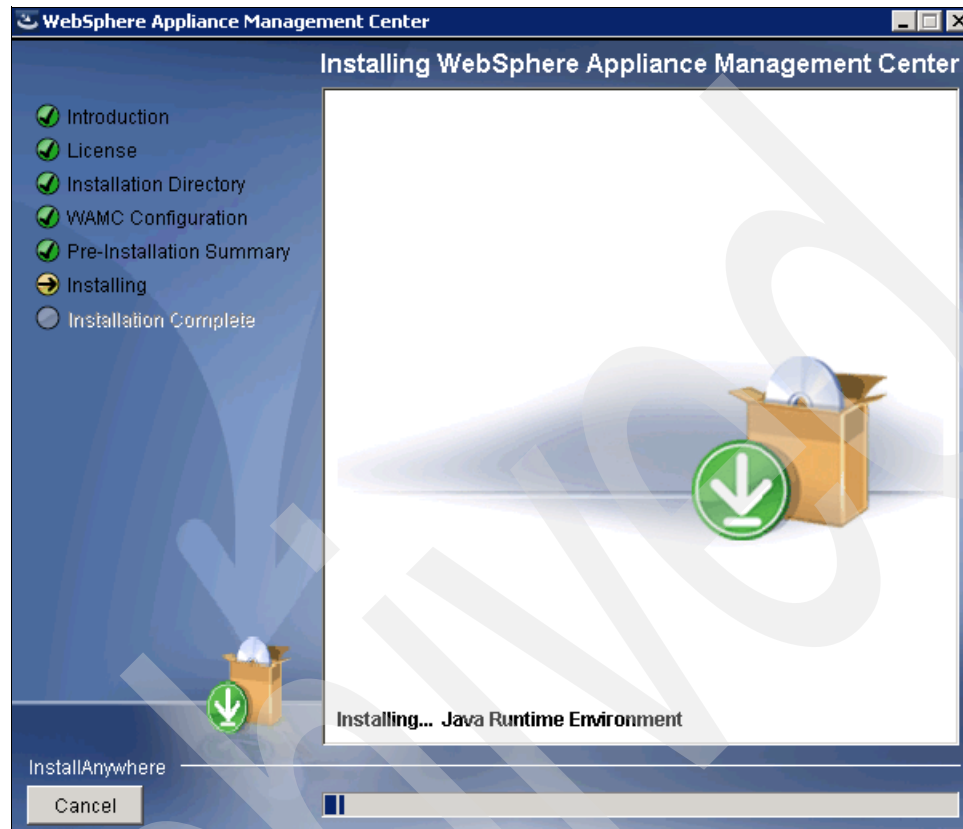 WebSphere Appliance Management Center
Installing WebSphere Appliance Management Center
Introduction
License
Installation Directory
WAMC Configuration
Pre-Installation Summary
Installing
Installation Complete
Installing... Java Runtime Environment
InstallAnywhere
Cancel